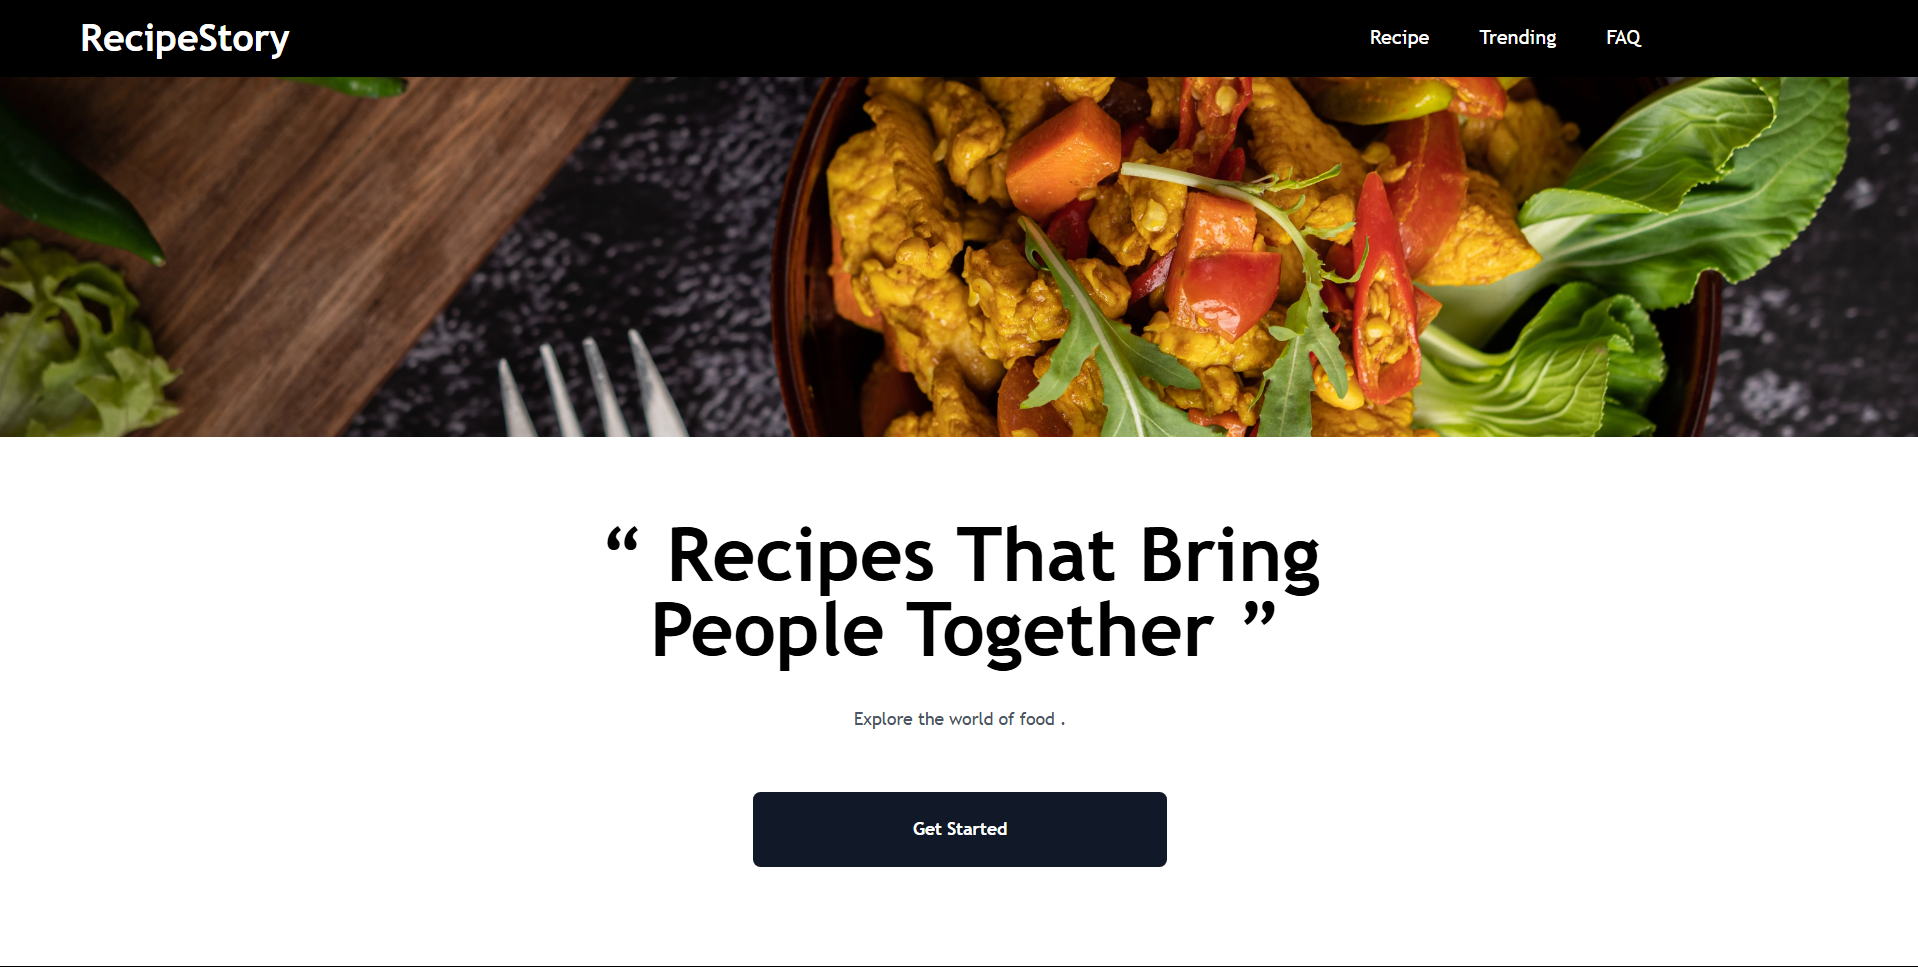 RecipeStory
Recipe Trending FAQ
“ Recipes That Bring
People Together ”
Explore the world of food .
Get Started